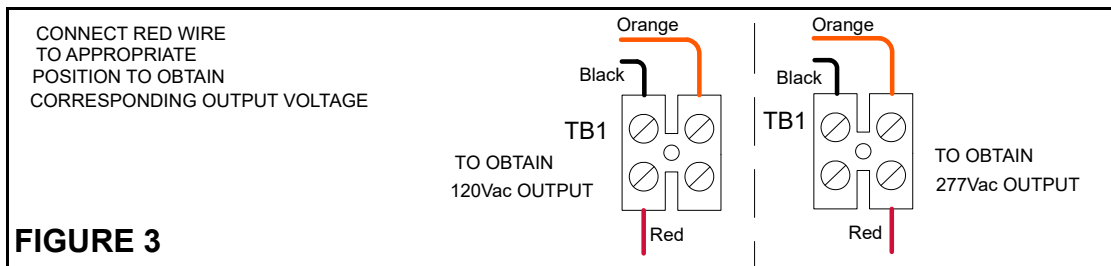 CONNECT RED WIRE
TO APPROPRIATE
POSITION TO OBTAIN
CORRESPONDING OUTPUT VOLTAGE
FIGURE 3
Orange
Black
TB1
TO OBTAIN
120Vac OUTPUT
Red
Orange
Black
TB1
TO OBTAIN
277Vac OUTPUT
Red